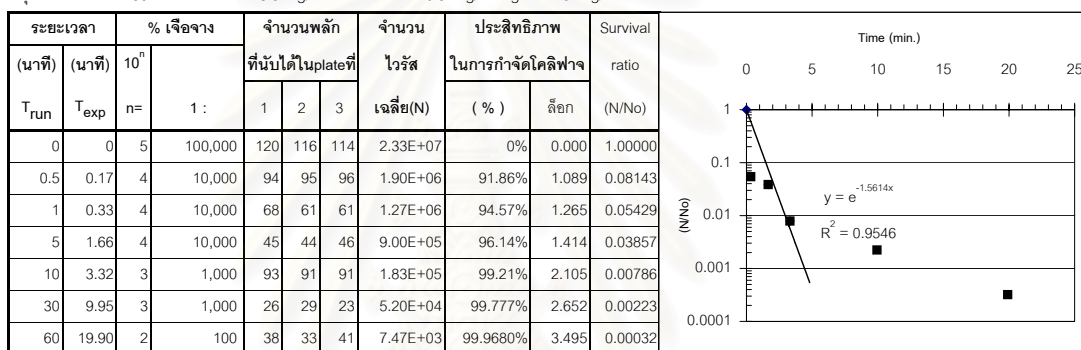 ระยะเวลา % เจือจาง จำนวนพลัก จำนวน ประสิทธิภาพ Survival
(นาที) (นาที) 10^n ที่นับได้ในplateที่ ไวรัส ในการกำจัดโคลิฟาจ ratio
T run T exp n= 1 : 1 2 3 เฉลี่ย(N) ( % ) ล็อก (N/No)
0 0 5 100,000 120 116 114 2.33E+07 0% 0.000 1.00000
0.5 0.17 4 10,000 94 95 96 1.90E+06 91.86% 1.089 0.08143
1 0.33 4 10,000 68 61 61 1.27E+06 94.57% 1.265 0.05429
5 1.66 4 10,000 45 44 46 9.00E+05 96.14% 1.414 0.03857
10 3.32 3 1,000 93 91 91 1.83E+05 99.21% 2.105 0.00786
30 9.95 3 1,000 26 29 23 5.20E+04 99.777% 2.652 0.00223
60 19.90 2 100 38 33 41 7.47E+03 99.9680% 3.495 0.00032
Time (min.)
0 5 10 15 20 25
1
0.1
0.01
0.001
0.0001
(N/No)
y = e^-1.5614x
R^2 = 0.9546